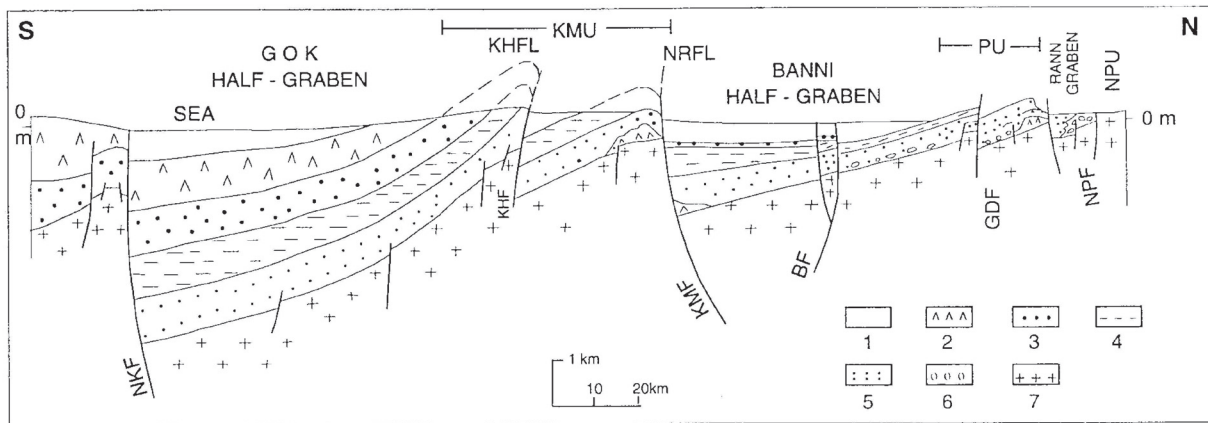 S
N
GOK
HALF - GRABEN
SEA
KHFL
KMU
NRFL
BANNI
HALF - GRABEN
PU
RANN
GRABEN
NPU
0
m
0 m
NKF
KHF
KMF
BF
GDF
NPF
1 km
10 20km
1 2 3 4
5 6 7